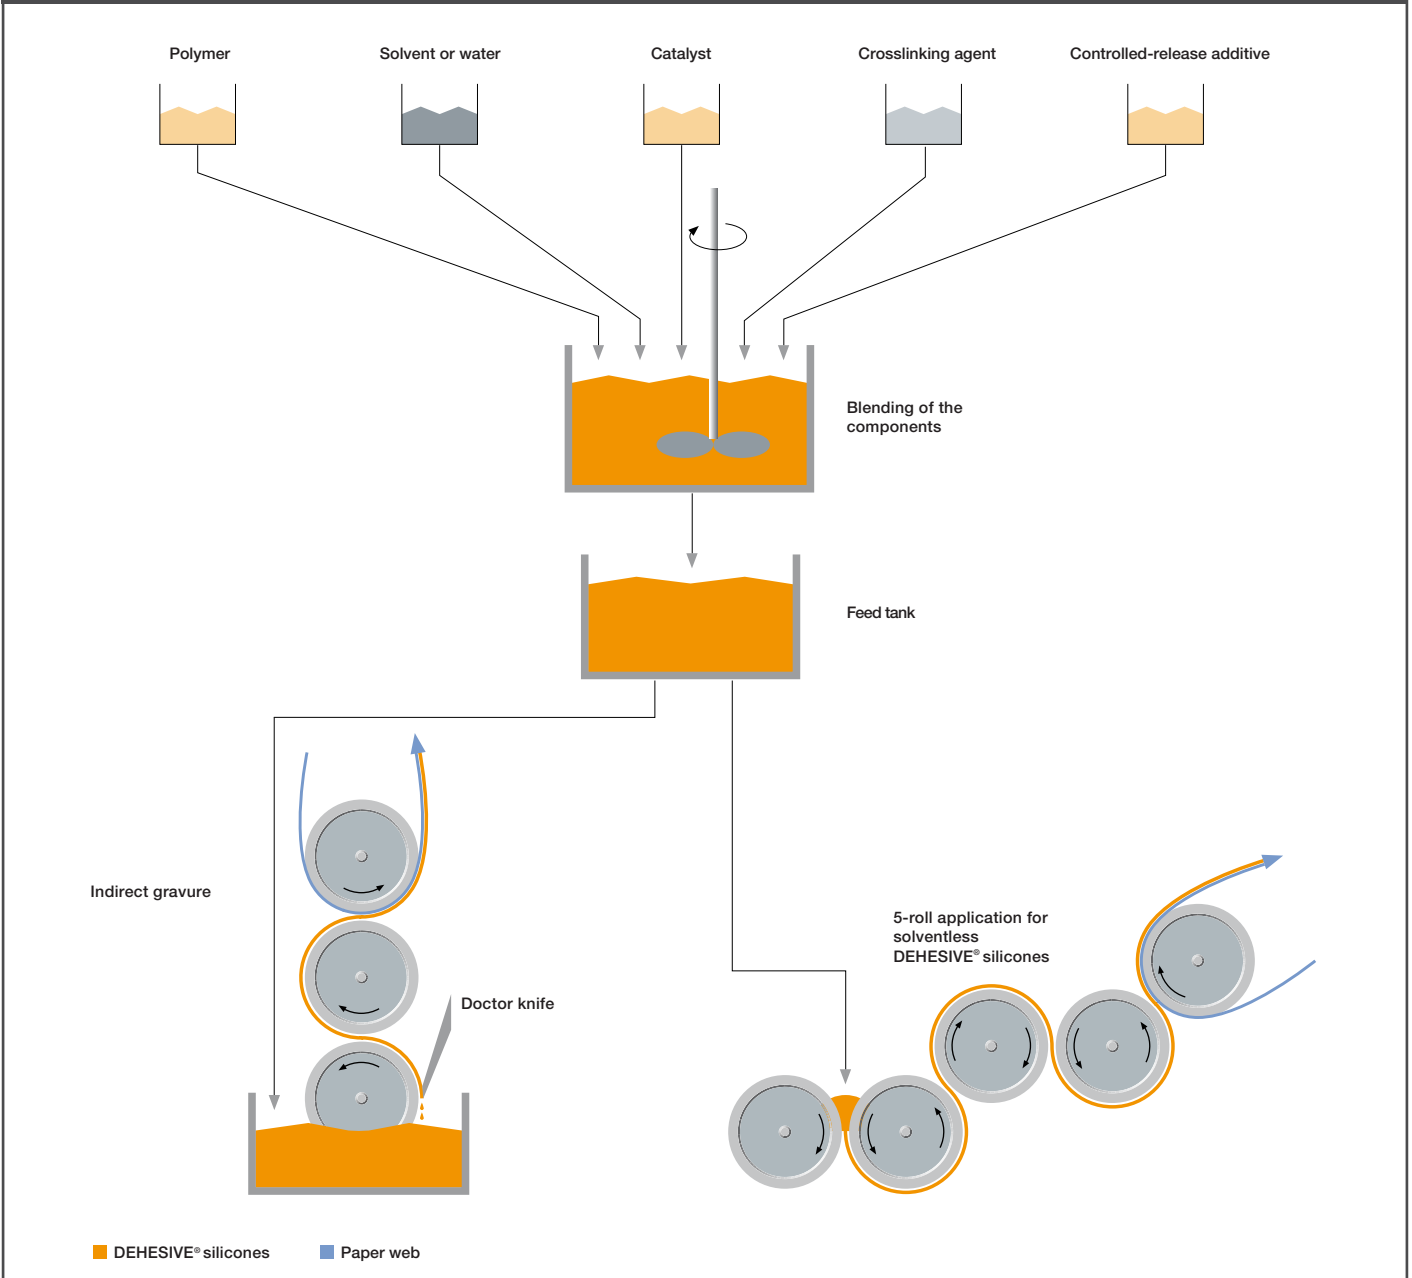 Polymer
Solvent or water
Catalyst
Crosslinking agent
Controlled-release additive
Blending of the
components
Feed tank
Indirect gravure
5-roll application for
solventless
DEHESIVE® silicones
Doctor knife
DEHESIVE® silicones
Paper web